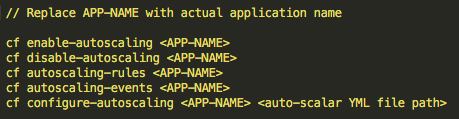 // Replace APP-NAME with actual application name
cf enable-autoscaling <APP-NAME>
cf disable-autoscaling <APP-NAME>
cf autoscaling-rules <APP-NAME>
cf autoscaling-events <APP-NAME>
cf configure-autoscaling <APP-NAME> <auto-scalar YML file path>